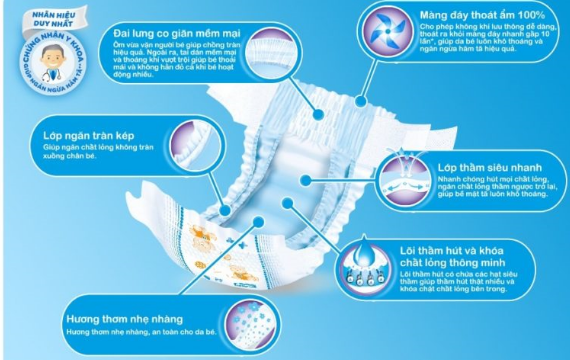 NHÃN HIỆU
DUY NHẤT
CHỨNG NHẬN Y KHOA
GIÚP NGĂN NGỪA HĂM TÃ
Đai lưng co giãn mềm mại
Ôm vừa vặn người bé giúp chống tràn
hiệu quả. Ngoài ra, tai dán mềm mại
và thoáng khí vượt trội giúp bé thoải
mái và không hằn đỏ cả khi bé hoạt
động nhiều.
Màng đáy thoát ẩm 100%
Cho phép không khí lưu thông dễ dàng,
thoát ra khỏi màng đáy nhanh gấp 10
lần*, giúp da bé luôn khô thoáng và
ngăn ngừa hăm tã hiệu quả.
Lớp ngăn tràn kép
Giúp ngăn chất lỏng không tràn
xuống chân bé.
Lớp thấm siêu nhanh
Nhanh chóng hút mọi chất lỏng,
ngăn chất lỏng thấm ngược trở lại,
giúp bề mặt tã luôn khô thoáng.
Lõi thấm hút và khóa
chất lỏng thông minh
Lõi thấm hút có chứa các hạt siêu
thấm giúp thấm hút thật nhiều và
khóa chặt chất lỏng bên trong.
Hương thơm nhẹ nhàng
Hương thơm nhẹ nhàng, an toàn cho da bé.